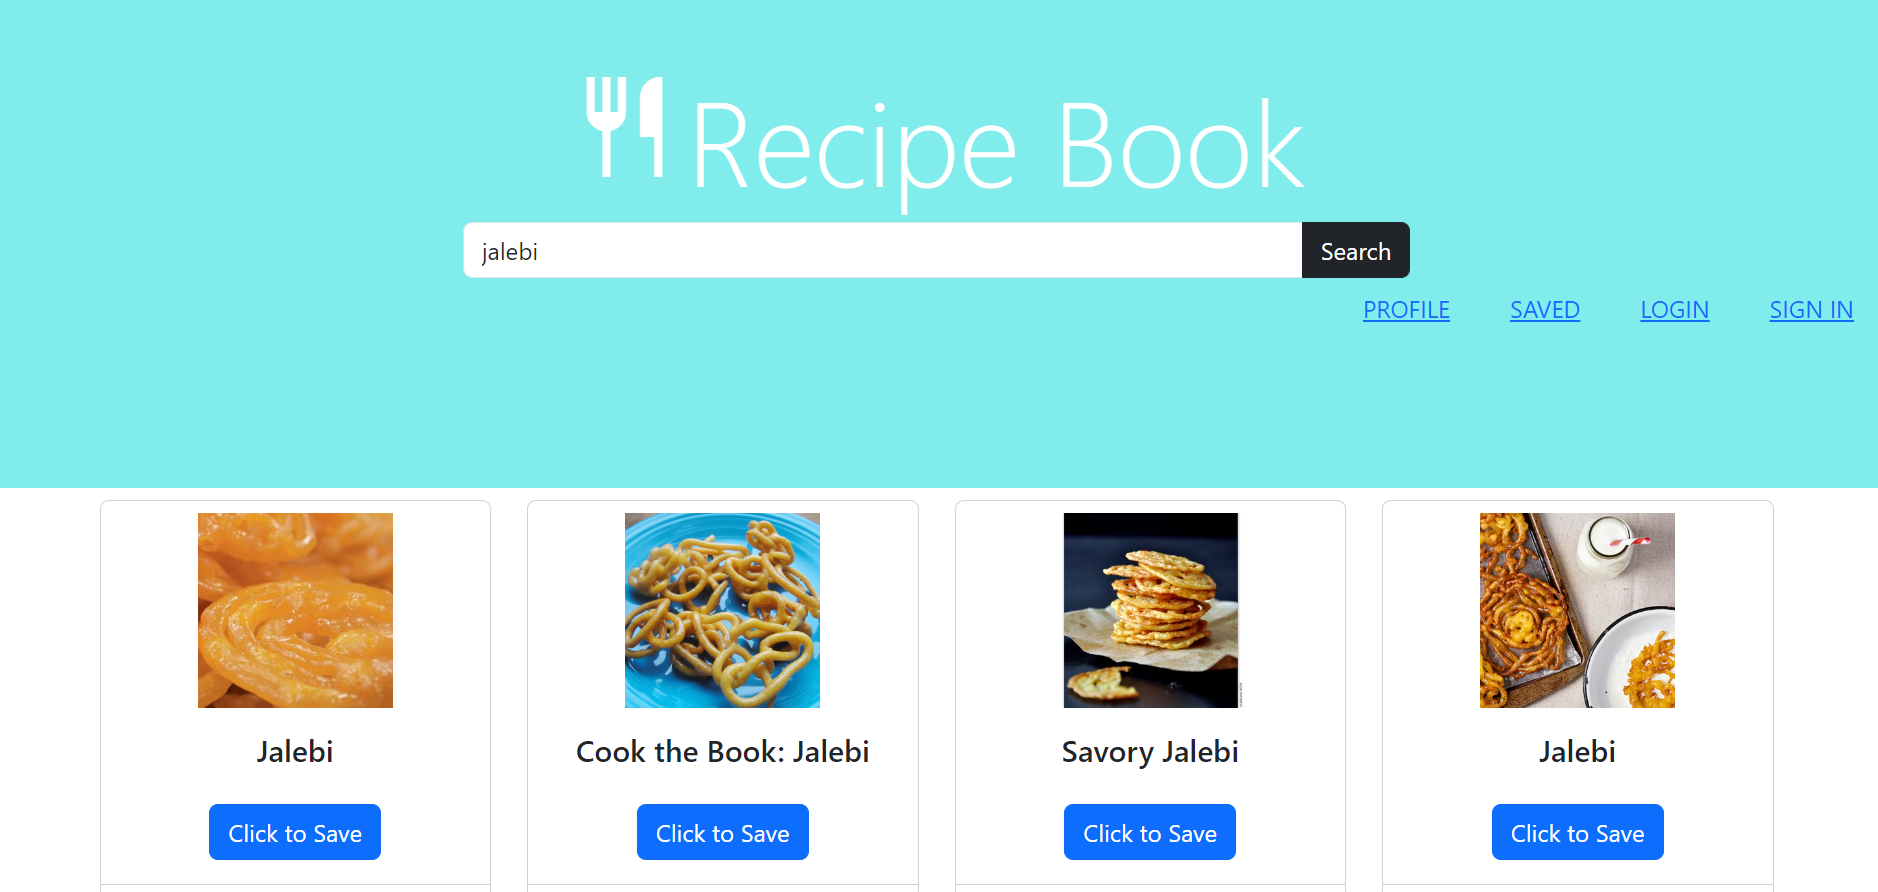 Recipe Book
jalebi
Search
PROFILE SAVED LOGIN SIGN IN
Jalebi
Cook the Book: Jalebi
Savory Jalebi
Jalebi
Click to Save
Click to Save
Click to Save
Click to Save